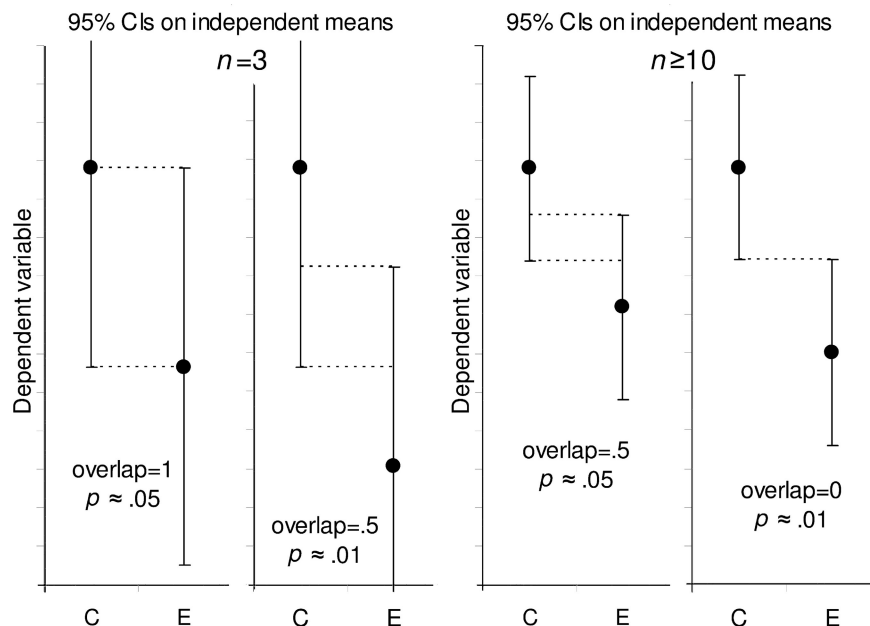 95% CIs on independent means
n=3
Dependent variable
overlap=1
p ≈ .05
overlap=.5
p ≈ .01
C
E
C
E
95% CIs on independent means
n≥10
Dependent variable
overlap=.5
p ≈ .05
overlap=0
p ≈ .01
C
E
C
E